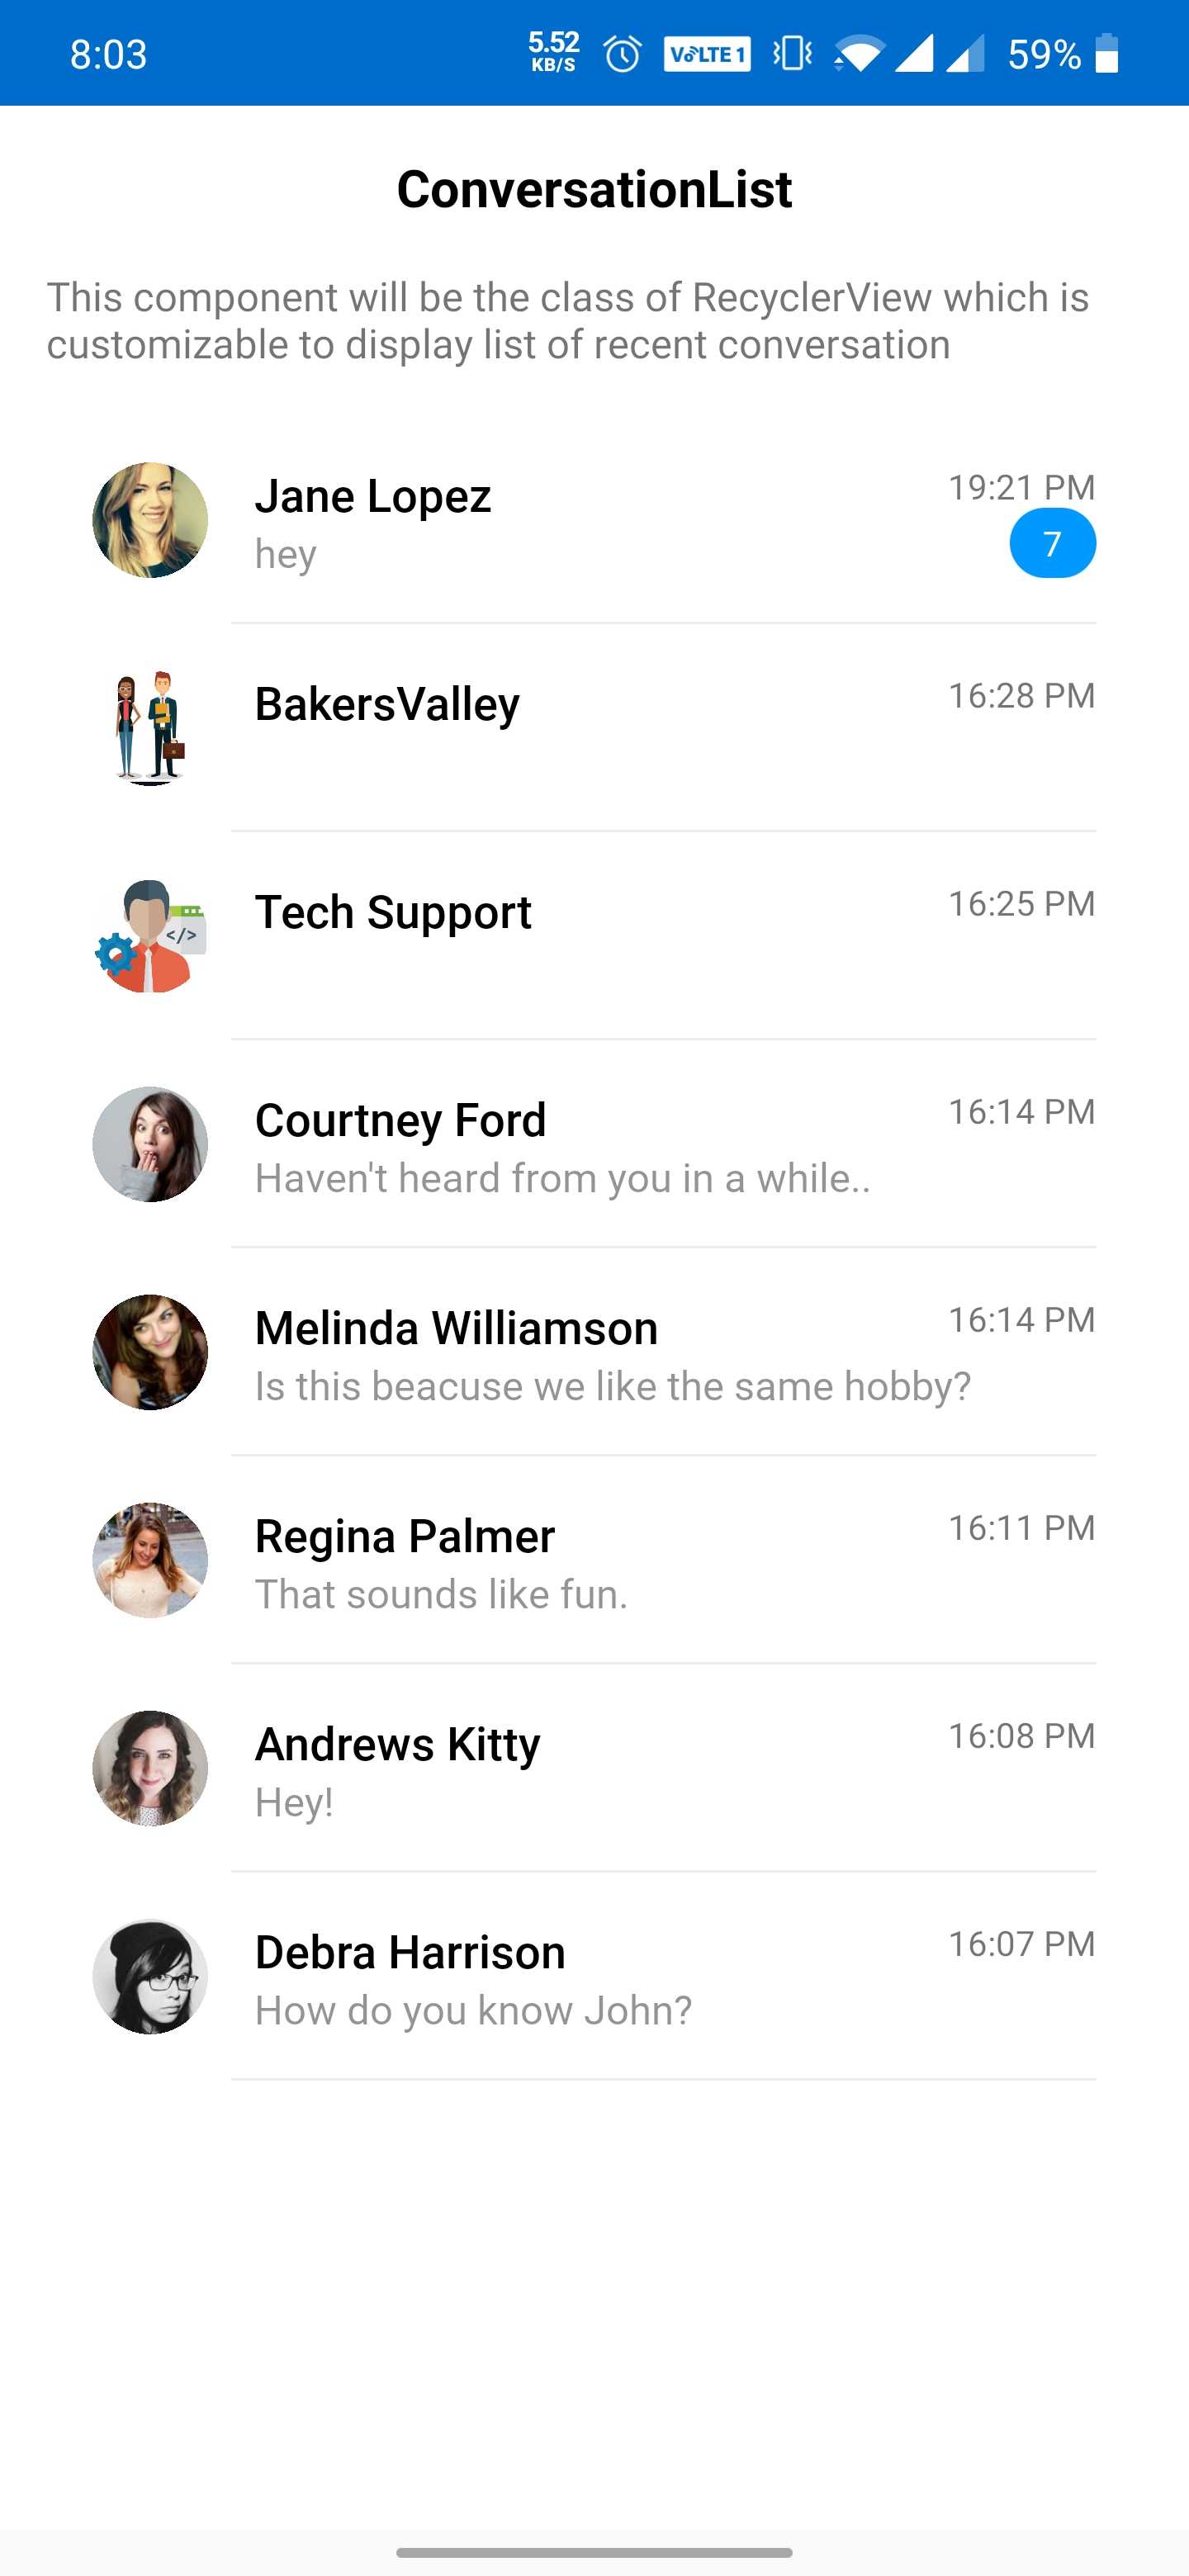 8:03
5.52
KB/S
VoLTE 1
59%
ConversationList
This component will be the class of RecyclerView which is
customizable to display list of recent conversation
Jane Lopez
19:21 PM
hey
7
BakersValley
16:28 PM
Tech Support
16:25 PM
</>
Courtney Ford
16:14 PM
Haven't heard from you in a while..
Melinda Williamson
16:14 PM
Is this beacuse we like the same hobby?
Regina Palmer
16:11 PM
That sounds like fun.
Andrews Kitty
16:08 PM
Hey!
Debra Harrison
16:07 PM
How do you know John?